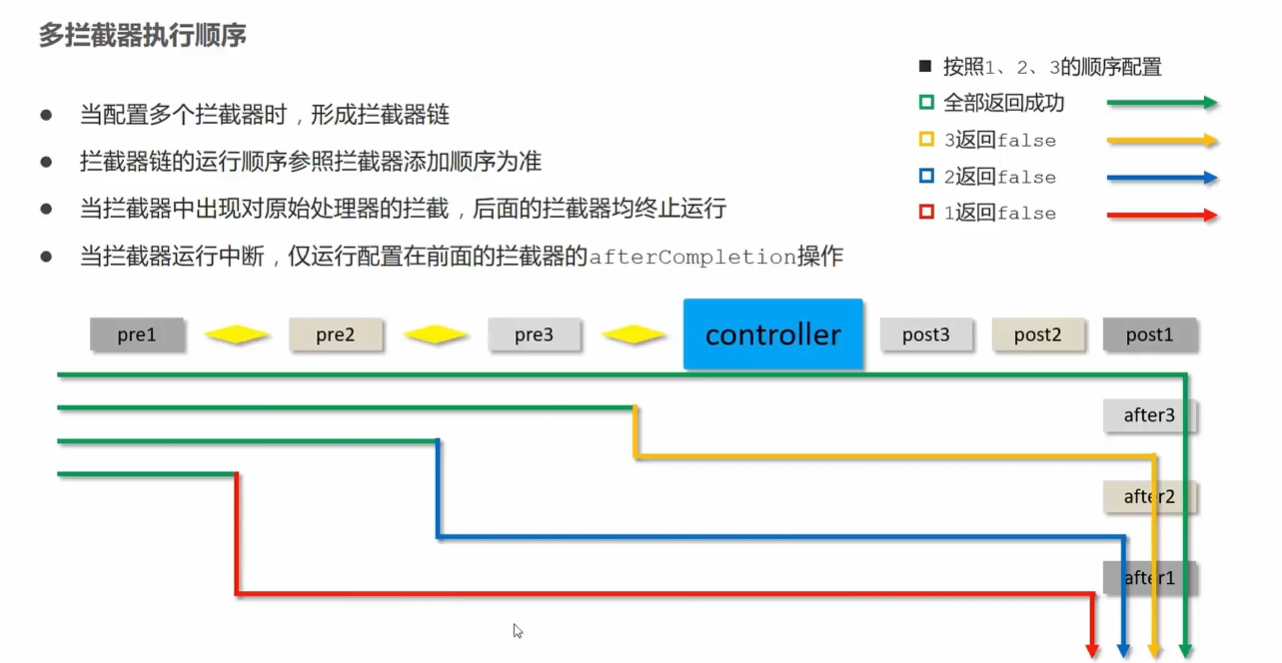 多拦截器执行顺序
按照1、2、3的顺序配置
全部返回成功
3返回false
2返回false
1返回false
当配置多个拦截器时，形成拦截器链
拦截器链的运行顺序参照拦截器添加顺序为准
当拦截器中出现对原始处理器的拦截，后面的拦截器均终止运行
当拦截器运行中断，仅运行配置在前面的拦截器的afterCompletion操作
pre1 pre2 pre3 controller post3 post2 post1
after3
after2
after1